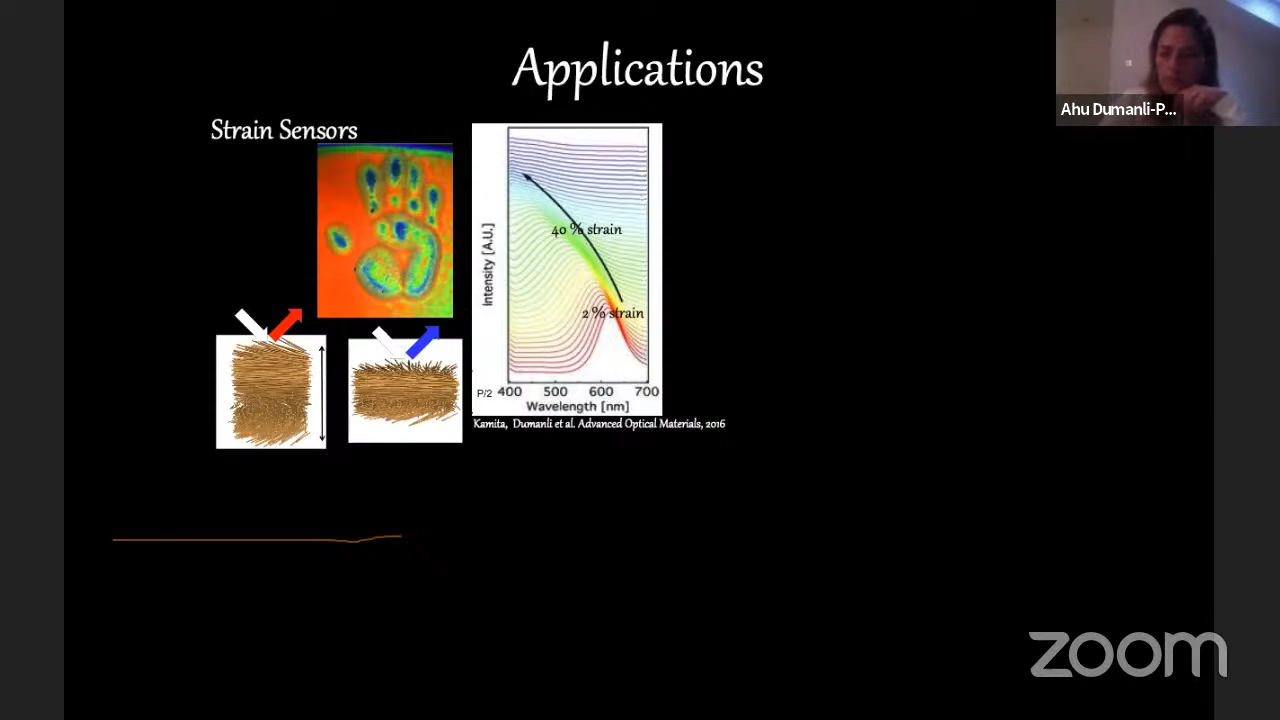 Applications
Ahu Dumanli-P...
Strain Sensors
Intensity [A.U.]
40 % strain
2 % strain
P/2
400 500 600 700
Wavelength [nm]
Kamita, Dumanli et al. Advanced Optical Materials, 2016
zoom